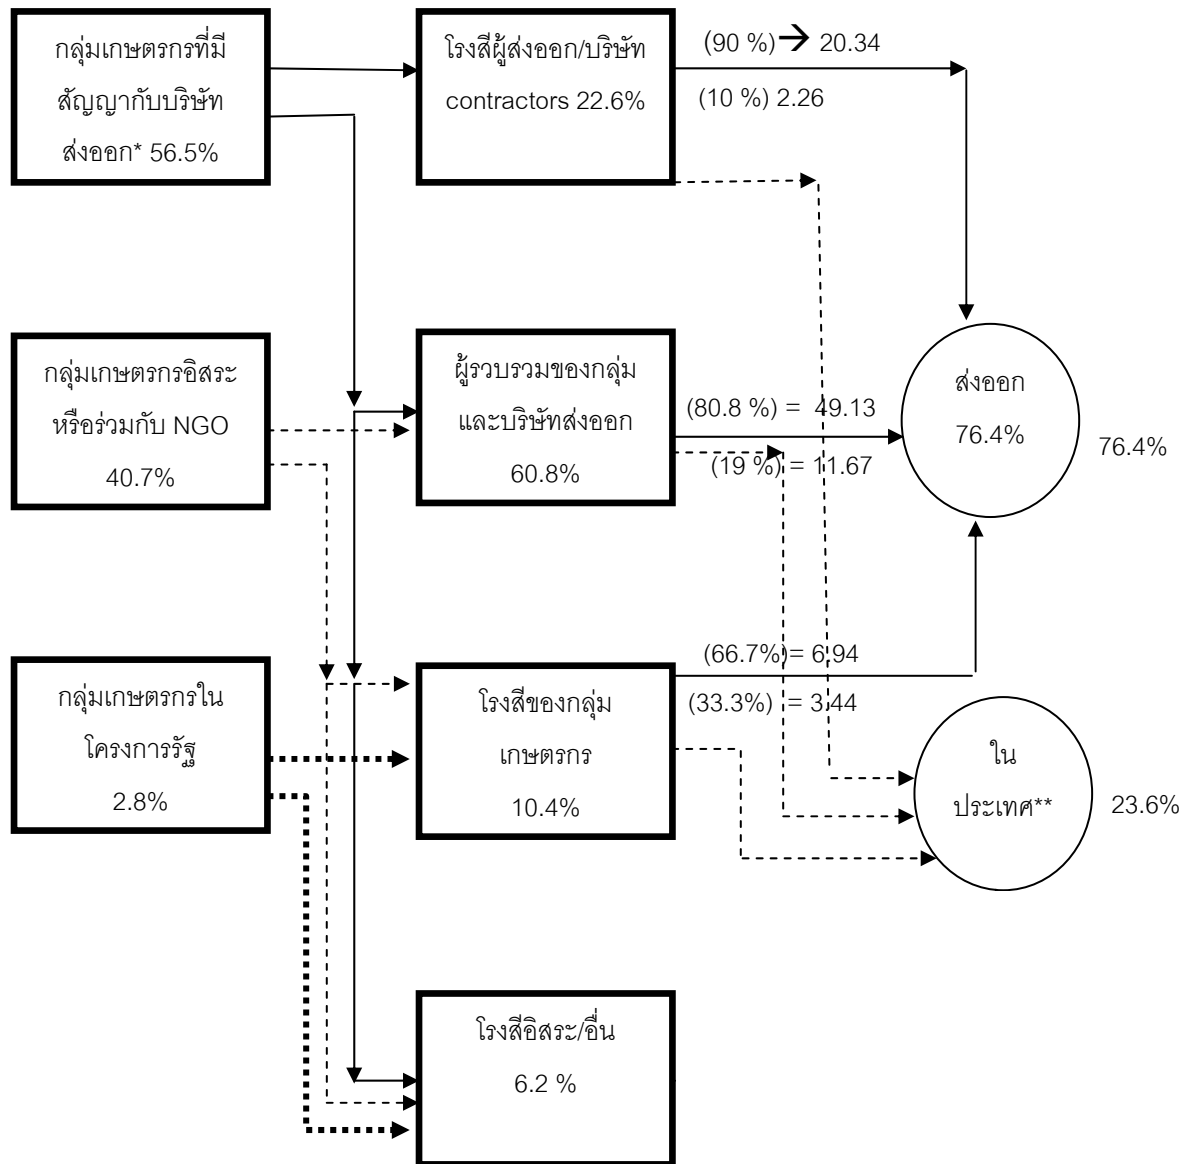 กลุ่มเกษตรกรที่มี
สัญญากับบริษัท
ส่งออก* 56.5%
โรงสีผู้ส่งออก/บริษัท
contractors 22.6%
(90 %)→ 20.34
(10 %) 2.26
กลุ่มเกษตรกรอิสระ
หรือร่วมกับ NGO
40.7%
ผู้รวบรวมของกลุ่ม
และบริษัทส่งออก
60.8%
(80.8 %) = 49.13
(19 %) = 11.67
ส่งออก
76.4%
76.4%
กลุ่มเกษตรกรใน
โครงการรัฐ
2.8%
โรงสีของกลุ่ม
เกษตรกร
10.4%
(66.7%)= 6.94
(33.3%) = 3.44
ใน
ประเทศ**
23.6%
โรงสีอิสระ/อื่น
6.2 %